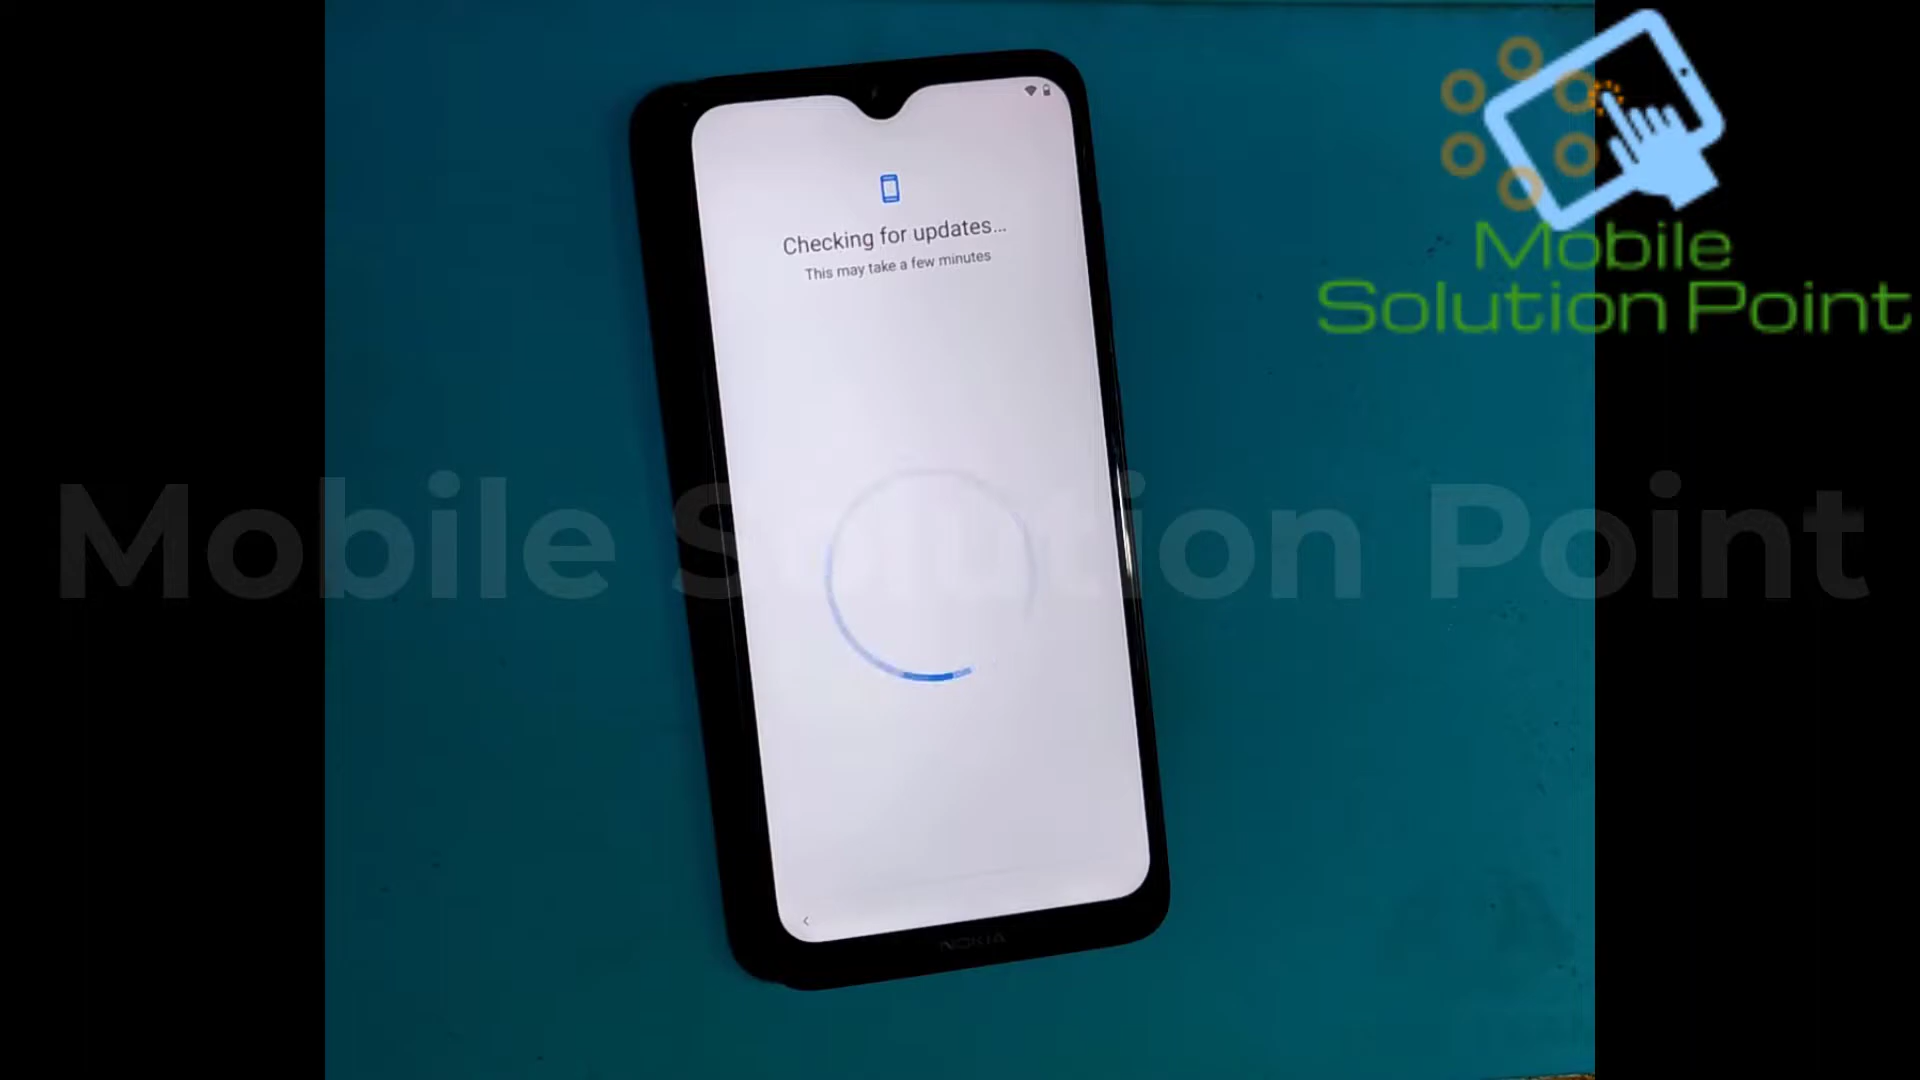 Checking for updates...
This may take a few minutes
NOKIA
Mobile
Solution Point
Mobile Solution Point